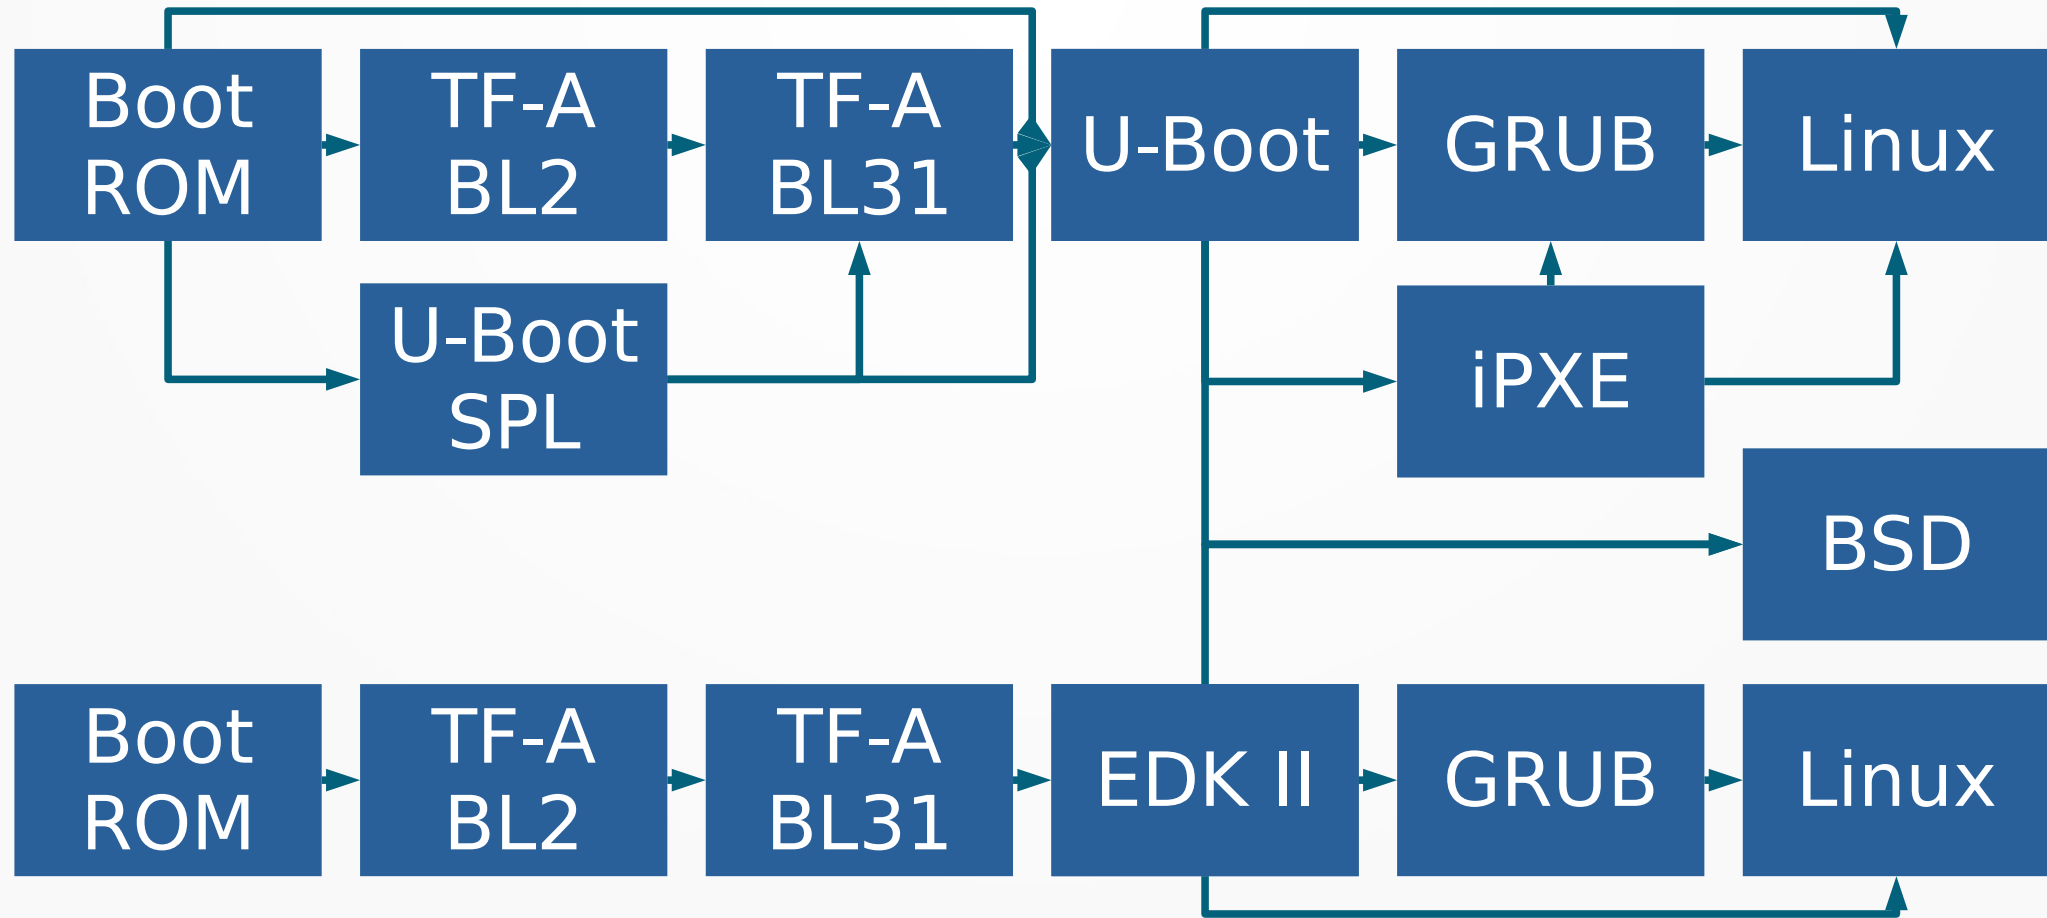 Boot
ROM
TF-A
BL2
TF-A
BL31
U-Boot
GRUB
Linux
U-Boot
SPL
iPXE
BSD
Boot
ROM
TF-A
BL2
TF-A
BL31
EDK II
GRUB
Linux